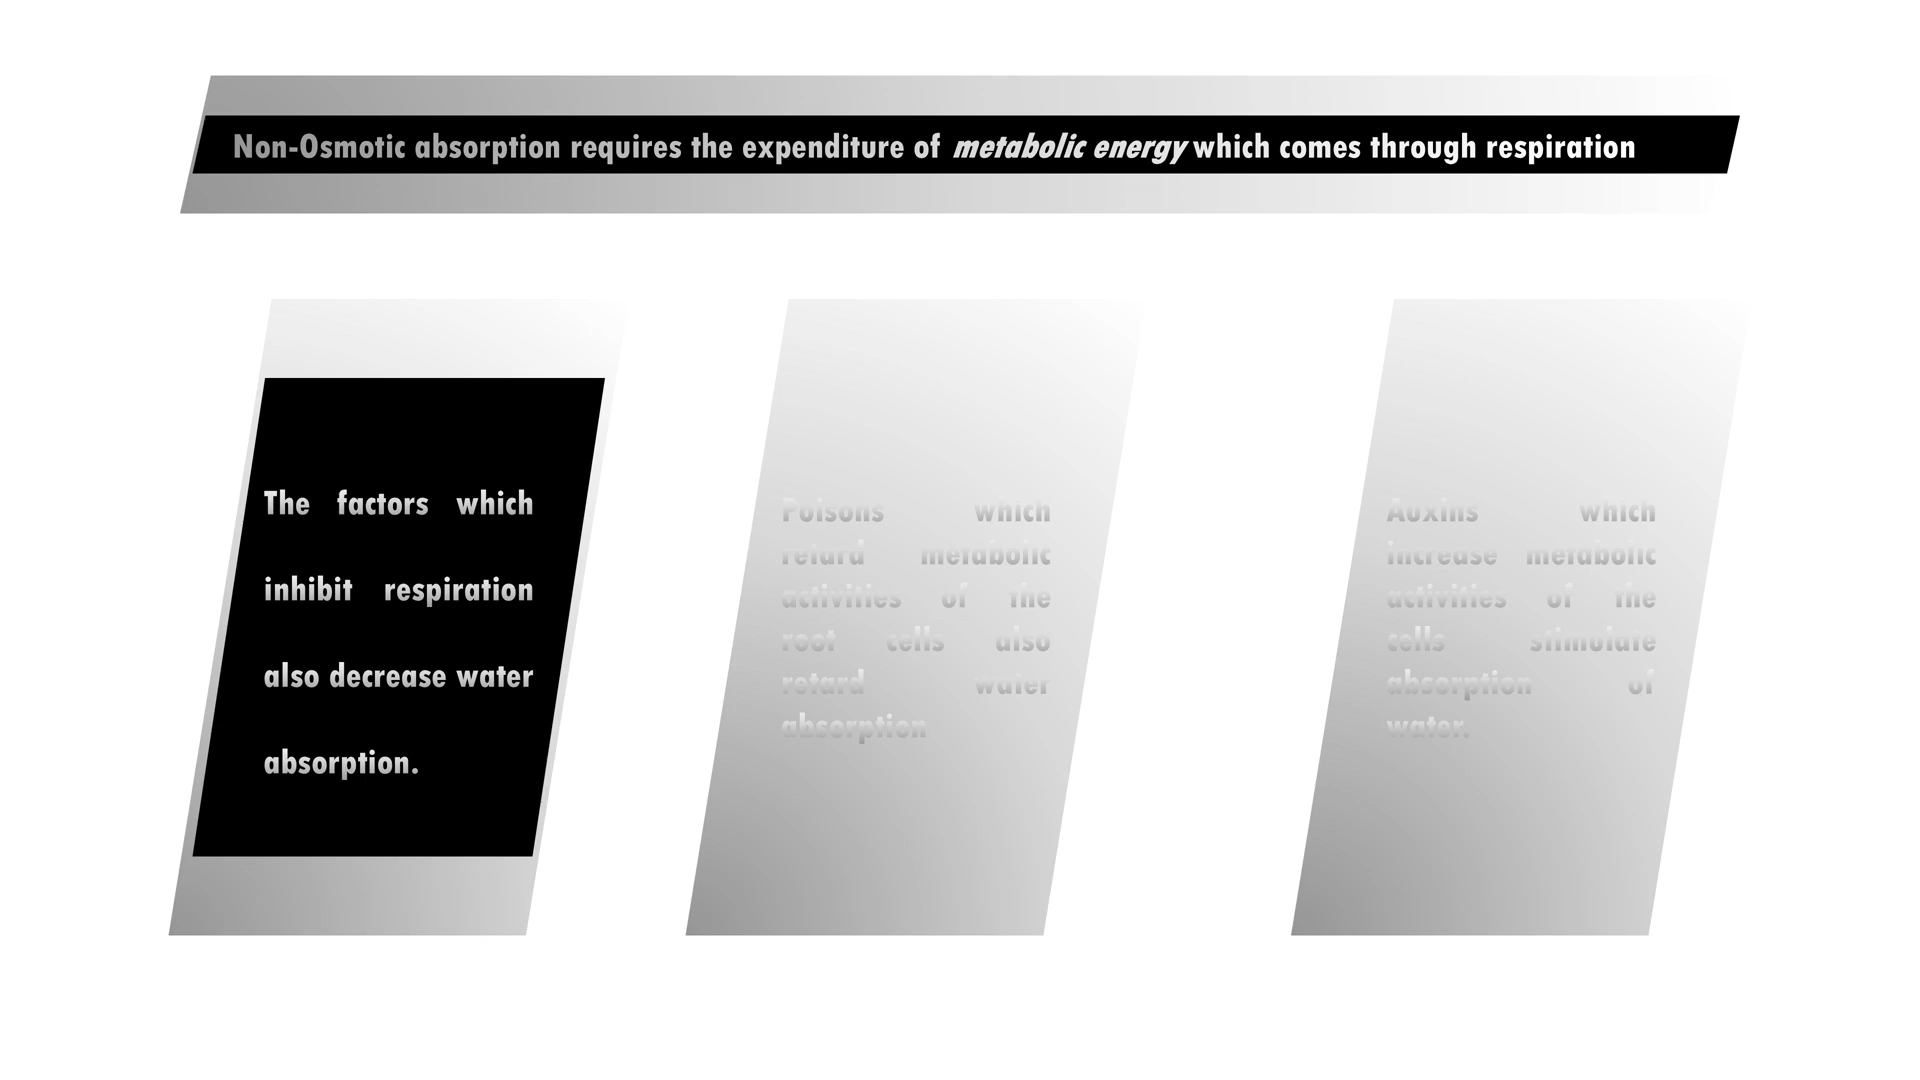 Non-Osmotic absorption requires the expenditure of metabolic energy which comes through respiration
The factors which
inhibit respiration
also decrease water
absorption.
Poisons which
retard metabolic
activities of the
root cells also
retard water
absorption
Auxins which
increase metabolic
activities of the
cells stimulate
absorption of
water.